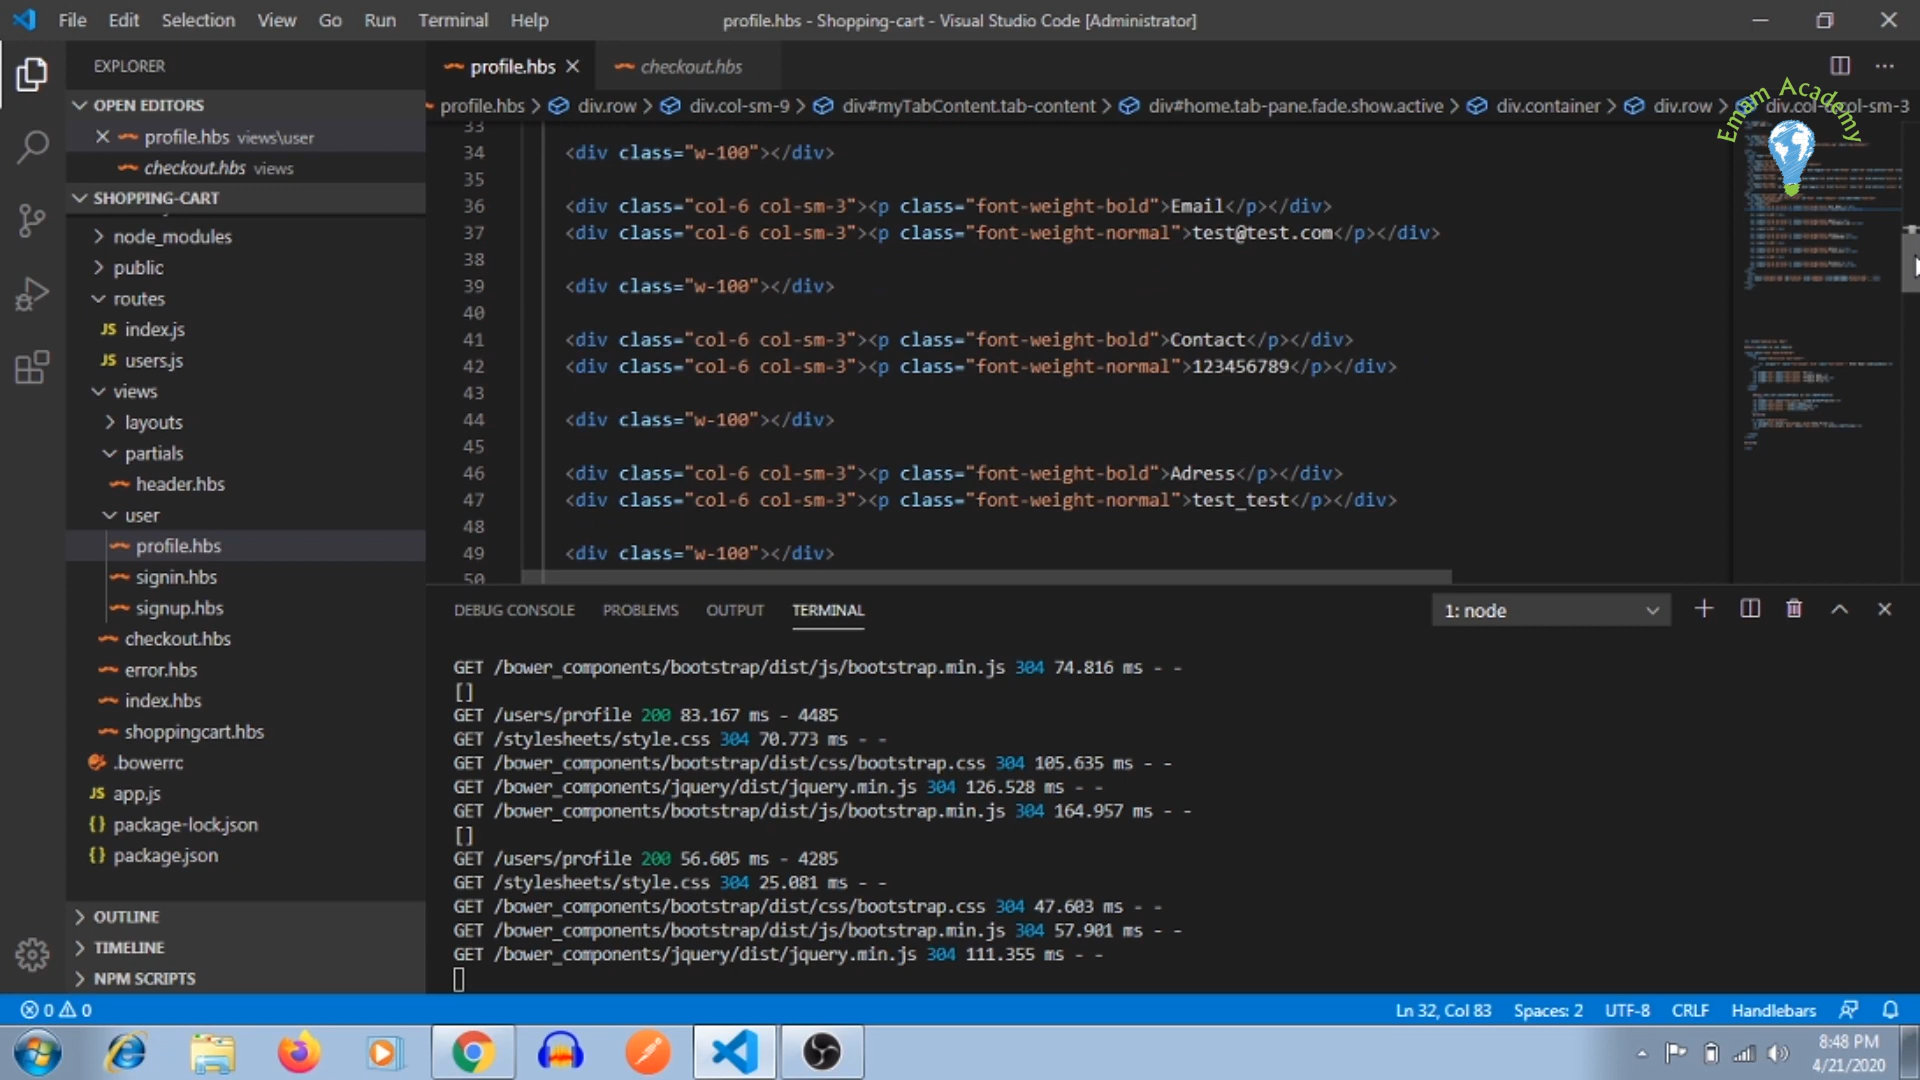 File Edit Selection View Go Run Terminal Help
profile.hbs - Shopping-cart - Visual Studio Code [Administrator]
EXPLORER
OPEN EDITORS
profile.hbs views\user
checkout.hbs views
SHOPPING-CART
node_modules
public
routes
JS index.js
JS users.js
views
layouts
partials
header.hbs
user
profile.hbs
signin.hbs
signup.hbs
checkout.hbs
error.hbs
index.hbs
shoppingcart.hbs
.bowerrc
JS app.js
{} package-lock.json
{} package.json
OUTLINE
TIMELINE
NPM SCRIPTS
profile.hbs
checkout.hbs
profile.hbs > div.row > div.col-sm-9 > div#myTabContent.tab-content > div#home.tab-pane.fade.show.active > div.container > div.row > div.col-6.col-sm-3
Emam Academy
33
34 <div class="w-100"></div>
35
36 <div class="col-6 col-sm-3"><p class="font-weight-bold">Email</p></div>
37 <div class="col-6 col-sm-3"><p class="font-weight-normal">test@test.com</p></div>
38
39 <div class="w-100"></div>
40
41 <div class="col-6 col-sm-3"><p class="font-weight-bold">Contact</p></div>
42 <div class="col-6 col-sm-3"><p class="font-weight-normal">123456789</p></div>
43
44 <div class="w-100"></div>
45
46 <div class="col-6 col-sm-3"><p class="font-weight-bold">Adress</p></div>
47 <div class="col-6 col-sm-3"><p class="font-weight-normal">test_test</p></div>
48
49 <div class="w-100"></div>
50
DEBUG CONSOLE PROBLEMS OUTPUT TERMINAL
1: node
GET /bower_components/bootstrap/dist/js/bootstrap.min.js 304 74.816 ms - -
[]
GET /users/profile 200 83.167 ms - 4485
GET /stylesheets/style.css 304 70.773 ms - -
GET /bower_components/bootstrap/dist/css/bootstrap.css 304 105.635 ms - -
GET /bower_components/jquery/dist/jquery.min.js 304 126.528 ms - -
GET /bower_components/bootstrap/dist/js/bootstrap.min.js 304 164.957 ms - -
[]
GET /users/profile 200 56.605 ms - 4285
GET /stylesheets/style.css 304 25.081 ms - -
GET /bower_components/bootstrap/dist/css/bootstrap.css 304 47.603 ms - -
GET /bower_components/bootstrap/dist/js/bootstrap.min.js 304 57.901 ms - -
GET /bower_components/jquery/dist/jquery.min.js 304 111.355 ms - -
0 0
Ln 32, Col 83 Spaces: 2 UTF-8 CRLF Handlebars
8:48 PM
4/21/2020